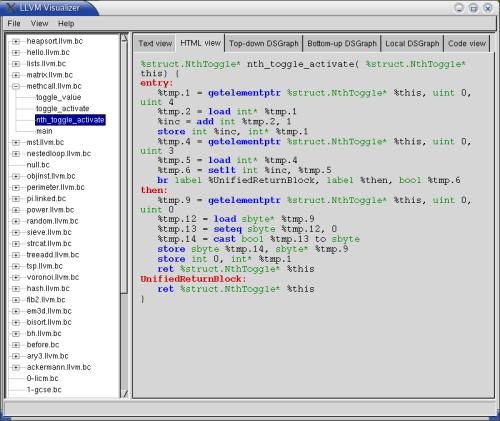 LLVM Visualizer
File View Help
heapsort.llvm.bc
hello.llvm.bc
lists.llvm.bc
matrix.llvm.bc
methcall.llvm.bc
toggle_value
toggle_activate
nth_toggle_activate
main
mst.llvm.bc
nestedloop.llvm.bc
null.bc
objinst.llvm.bc
perimeter.llvm.bc
pi.linked.bc
power.llvm.bc
random.llvm.bc
sieve.llvm.bc
strcat.llvm.bc
treeadd.llvm.bc
tsp.llvm.bc
voronoi.llvm.bc
hash.llvm.bc
fib2.llvm.bc
em3d.llvm.bc
bisort.llvm.bc
bh.llvm.bc
before.bc
ary3.llvm.bc
ackermann.llvm.bc
0-licm.bc
1-gcse.bc
Text view HTML view Top-down DSGraph Bottom-up DSGraph Local DSGraph Code view
%struct.NthToggle* nth_toggle_activate( %struct.NthToggle*
this) {
entry:
%tmp.1 = getelementptr %struct.NthToggle* %this, uint 0,
uint 4
%tmp.2 = load int* %tmp.1
%inc = add int %tmp.2, 1
store int %inc, int* %tmp.1
%tmp.4 = getelementptr %struct.NthToggle* %this, uint 0,
uint 3
%tmp.5 = load int* %tmp.4
%tmp.6 = setlt int %inc, %tmp.5
br label %UnifiedReturnBlock, label %then, bool %tmp.6
then:
%tmp.9 = getelementptr %struct.NthToggle* %this, uint 0,
uint 0
%tmp.12 = load sbyte* %tmp.9
%tmp.13 = seteq sbyte %tmp.12, 0
%tmp.14 = cast bool %tmp.13 to sbyte
store sbyte %tmp.14, sbyte* %tmp.9
store int 0, int* %tmp.1
ret %struct.NthToggle* %this
UnifiedReturnBlock:
ret %struct.NthToggle* %this
}